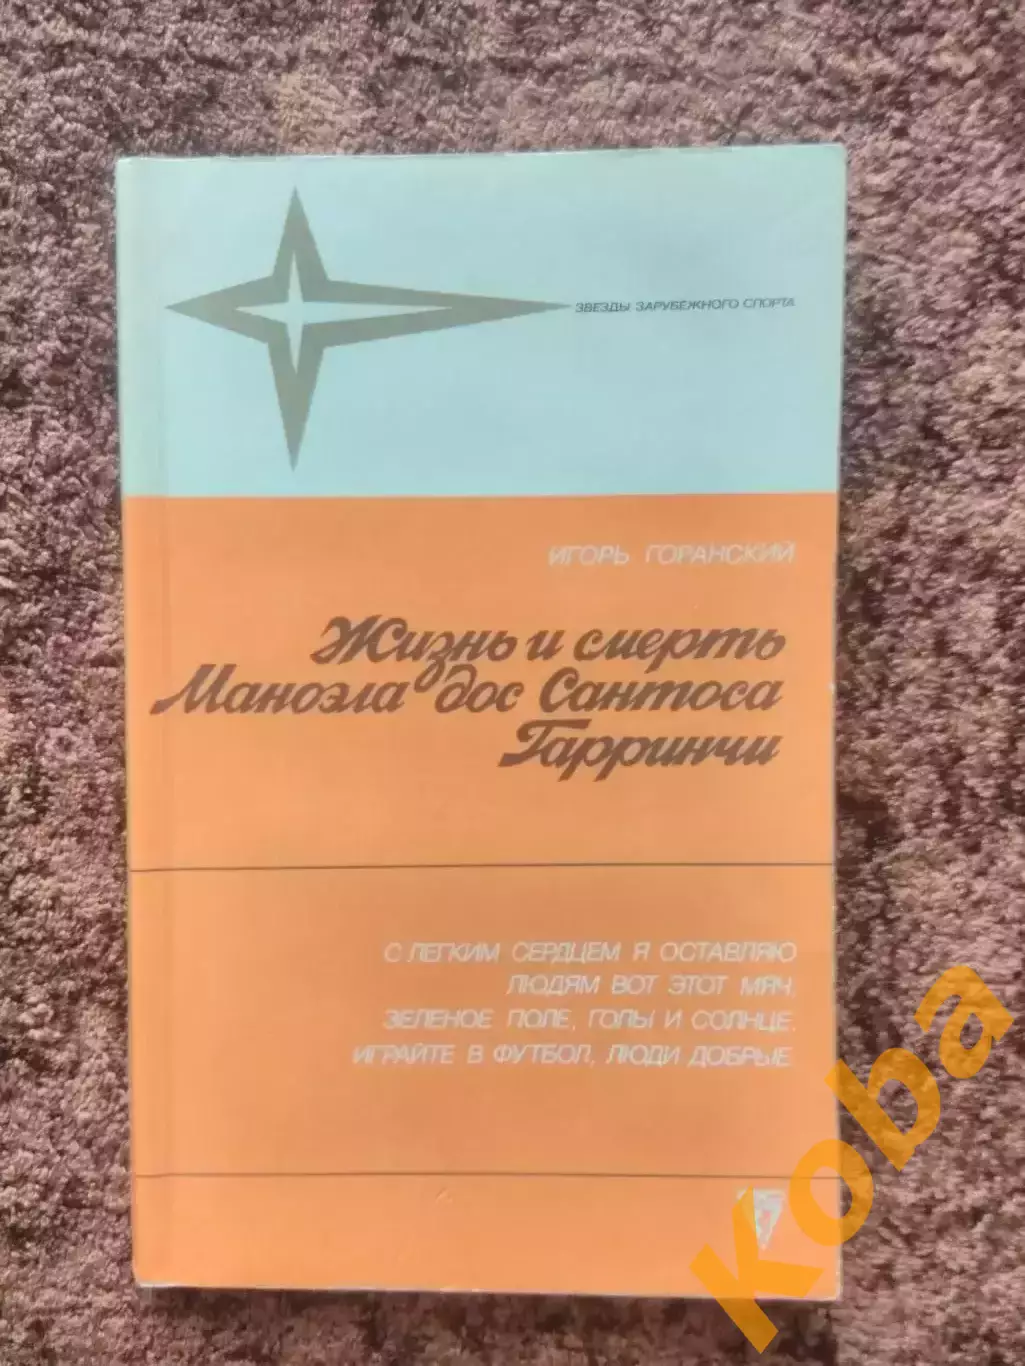 ЗВЕЗДЫ ЗАРУБЕЖНОГО СПОРТА
ИГОРЬ ГОРАНСКИЙ
Жизнь и смерть
Маноэла дос Сантоса
Гарринчи
С ЛЕГКИМ СЕРДЦЕМ Я ОСТАВЛЯЮ
ЛЮДЯМ ВОТ ЭТОТ МЯЧ,
ЗЕЛЕНОЕ ПОЛЕ, ГОЛЫ И СОЛНЦЕ.
ИГРАЙТЕ В ФУТБОЛ, ЛЮДИ ДОБРЫЕ.
Koba